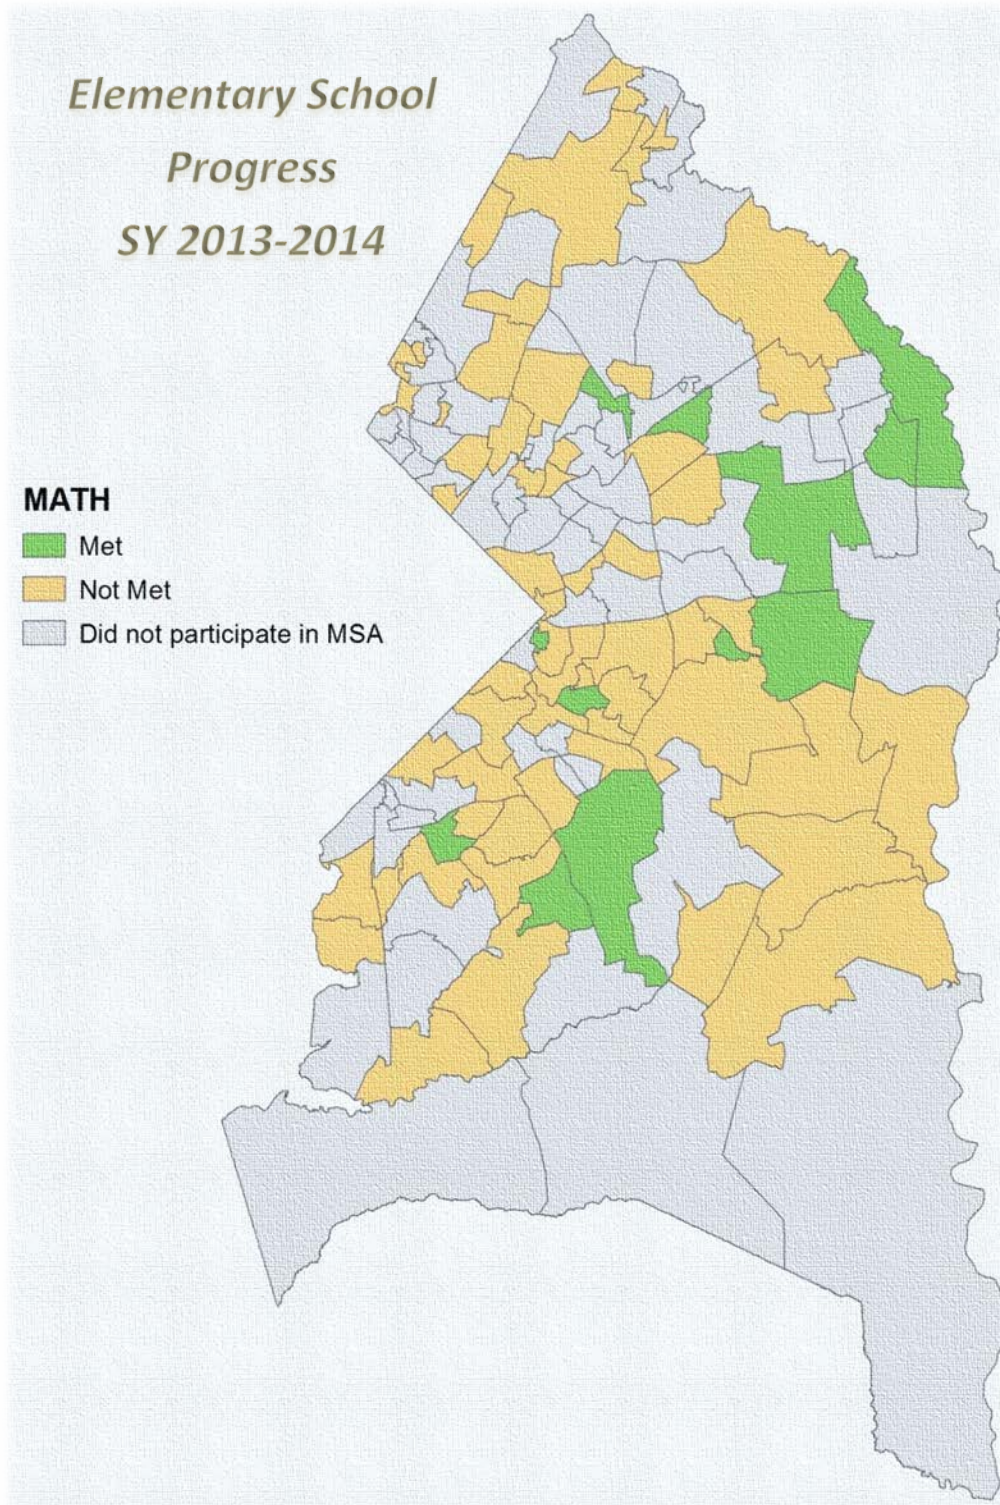 Elementary School
Progress
SY 2013-2014
MATH
Met
Not Met
Did not participate in MSA